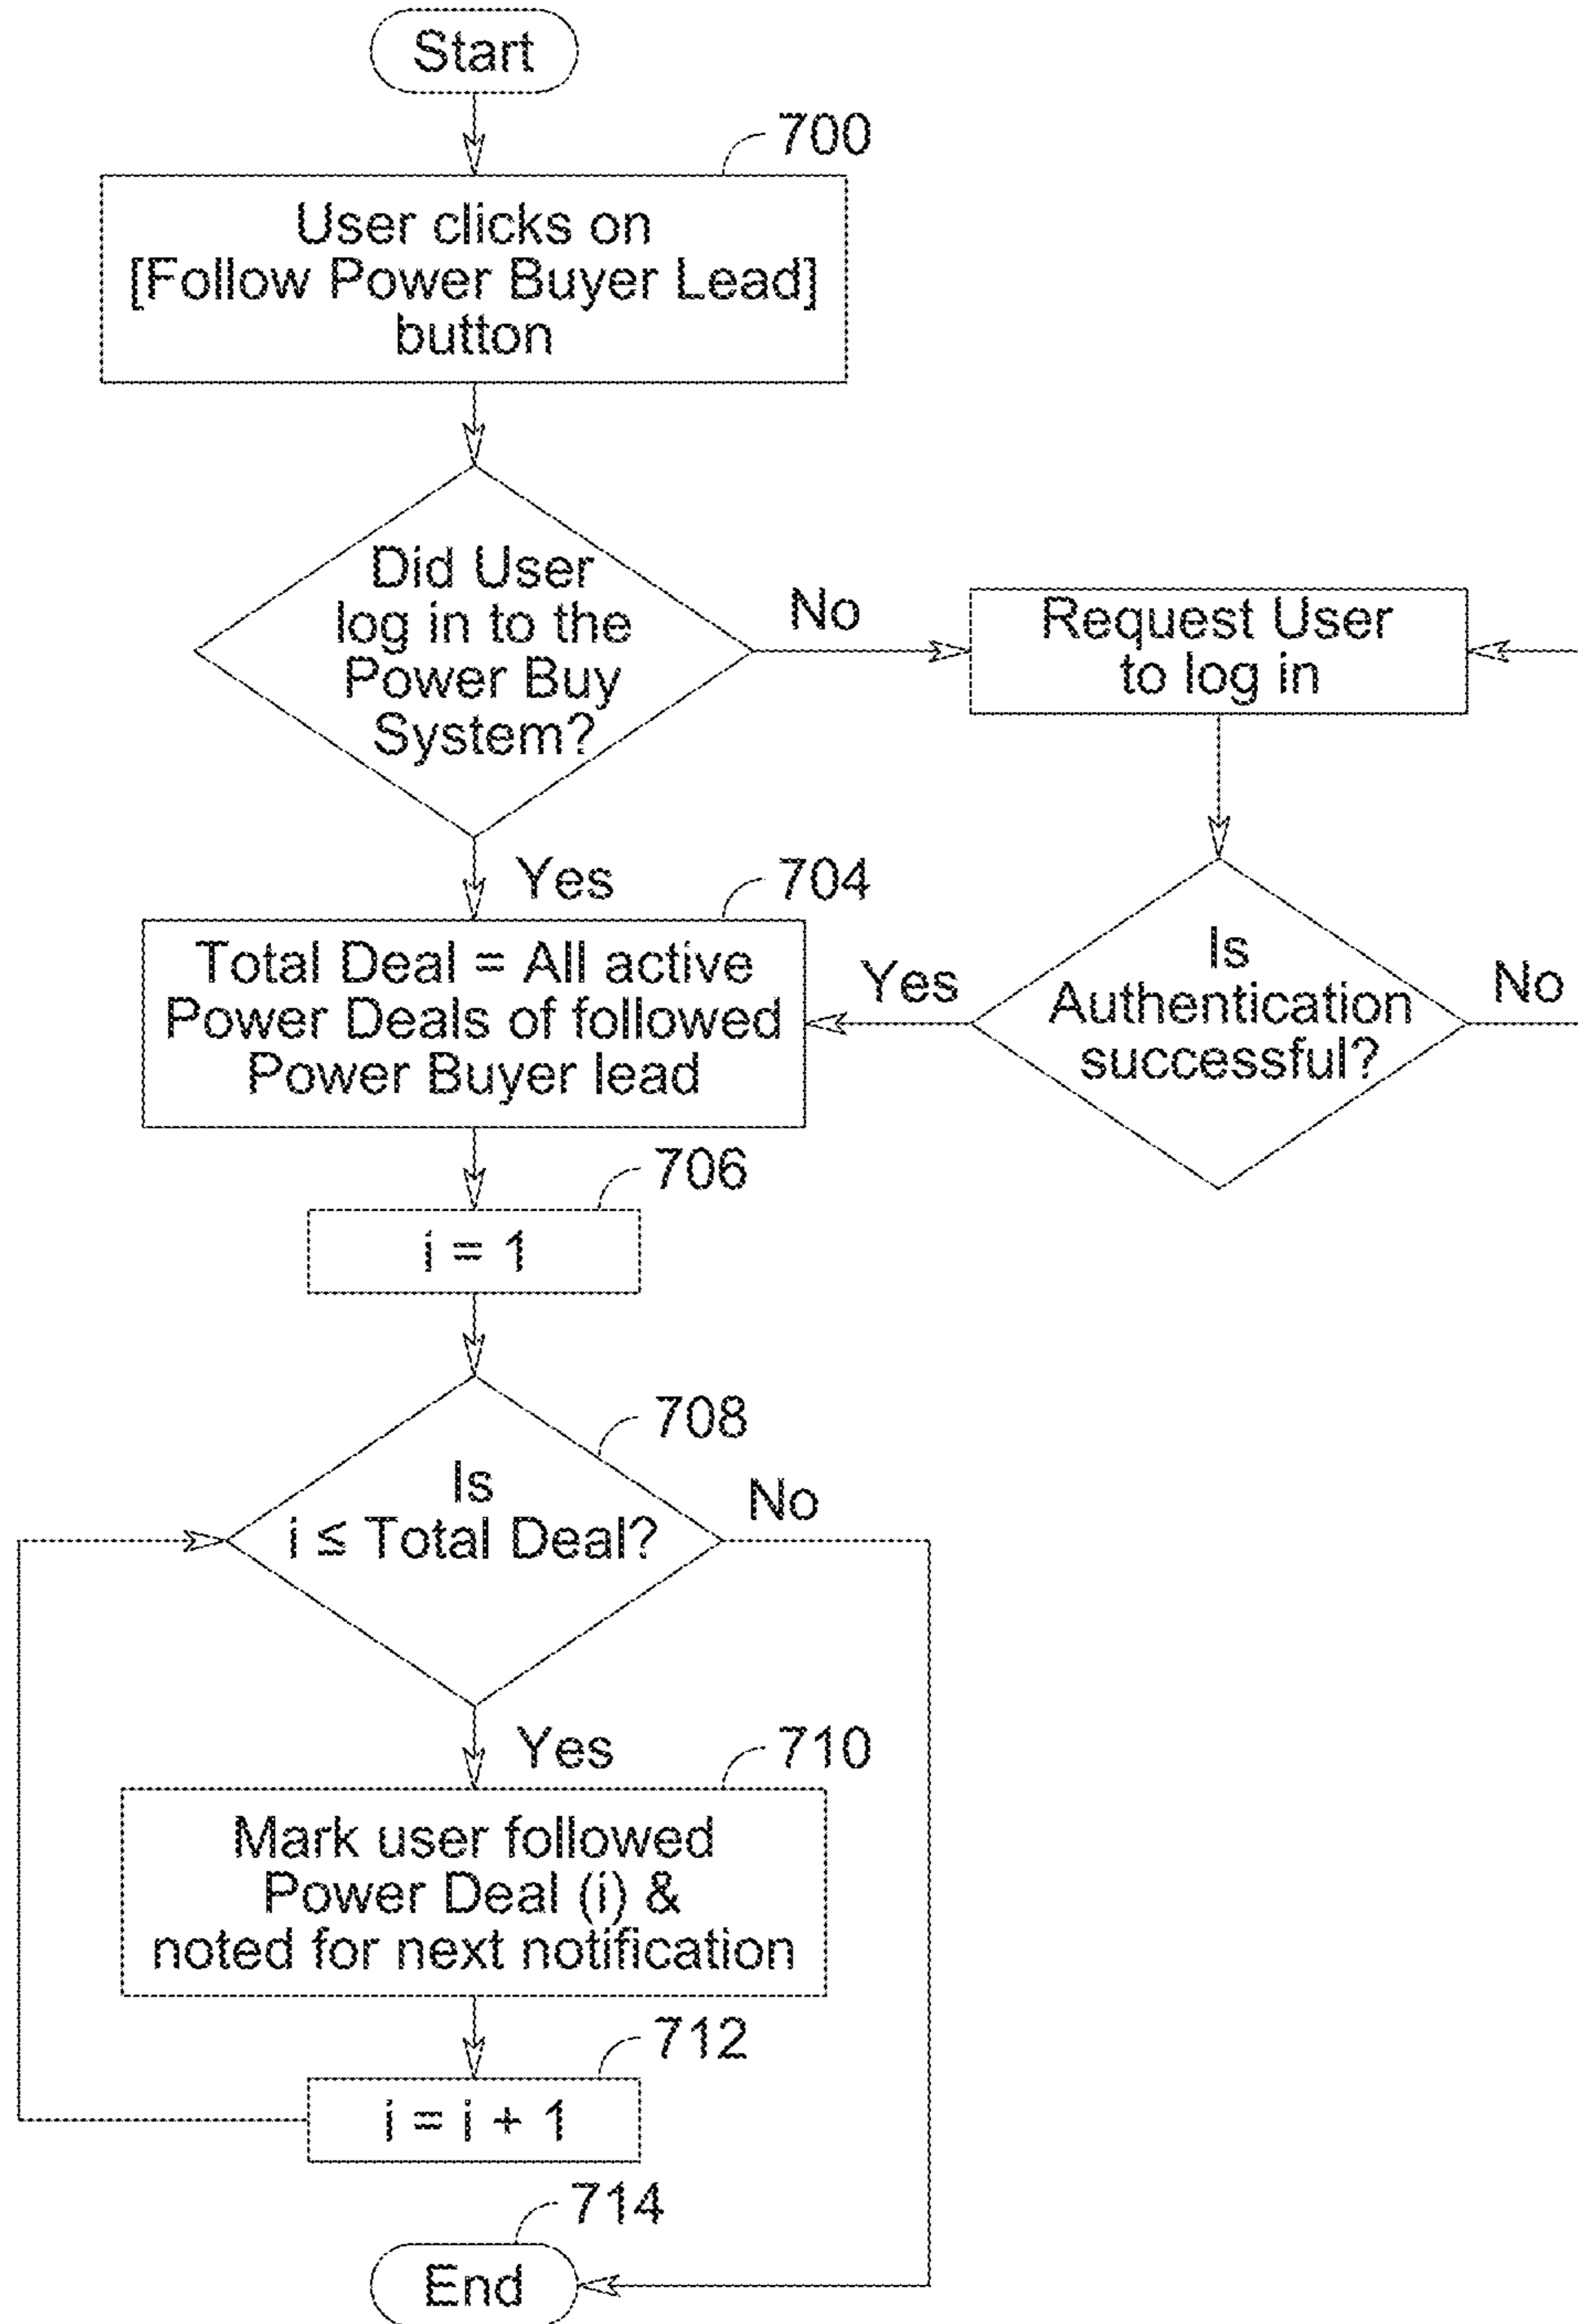 Start
700
User clicks on
[Follow Power Buyer Lead]
button
Did User
log in to the
Power Buy
System?
No
Request User
to log in
Yes
704
Total Deal = All active
Power Deals of followed
Power Buyer lead
Yes
Is
Authentication
successful?
No
706
i = 1
708
Is
i ≤ Total Deal?
No
Yes
710
Mark user followed
Power Deal (i) &
noted for next notification
712
i = i + 1
714
End